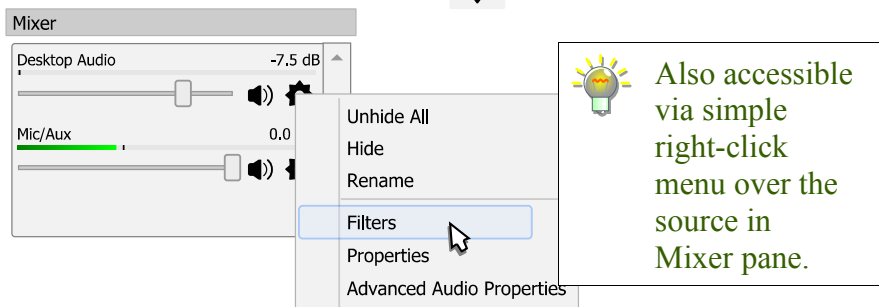 Mixer
Desktop Audio -7.5 dB
Mic/Aux 0.0
Unhide All
Hide
Rename
Filters
Properties
Advanced Audio Properties
Also accessible
via simple
right-click
menu over the
source in
Mixer pane.